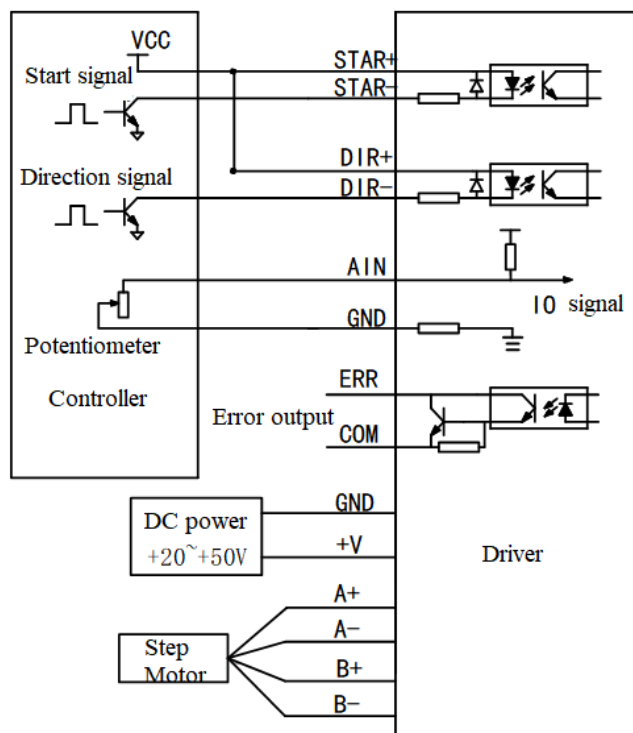 VCC
Start signal
Direction signal
Potentiometer
Controller
STAR+
STAR-
DIR+
DIR-
AIN
GND
IO signal
ERR
Error output
COM
DC power
+20~+50V
GND
+V
Driver
A+
A-
B+
B-
Step
Motor